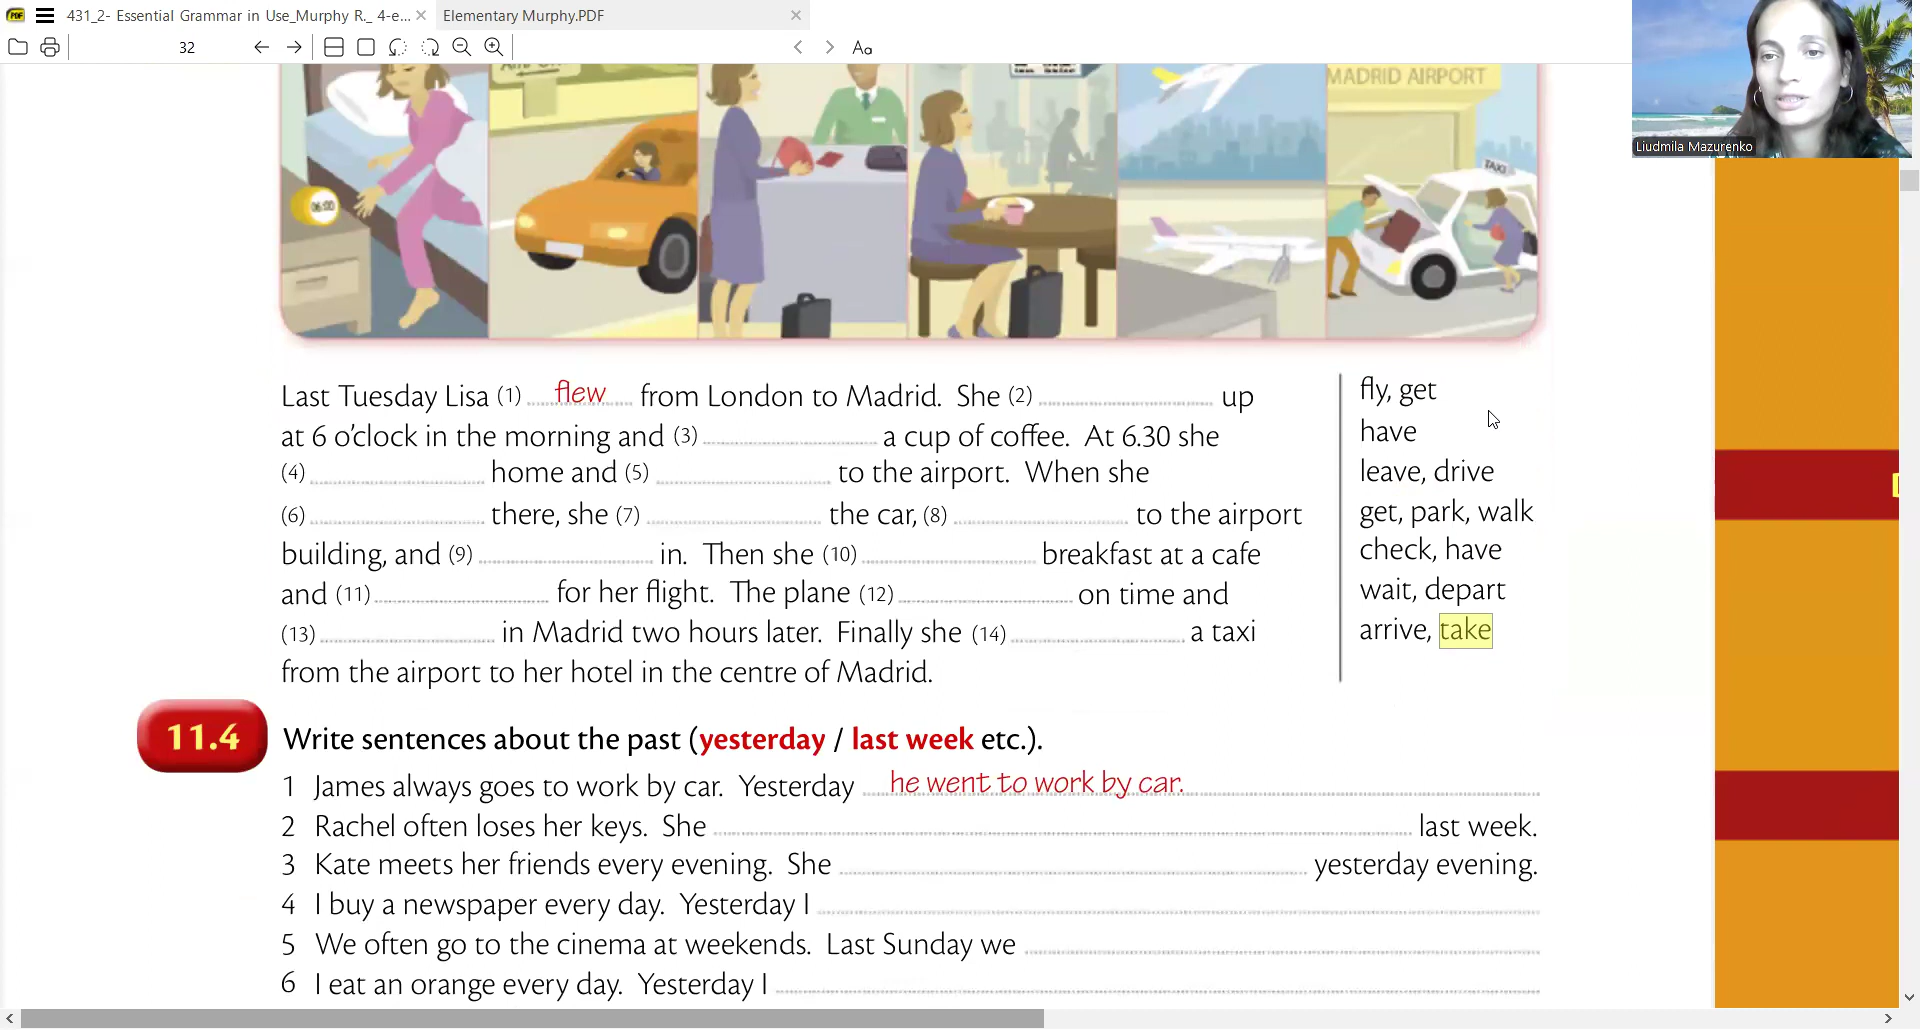 431_2- Essential Grammar in Use_Murphy R._ 4-e...
Elementary Murphy.PDF
32
Aa
Liudmila Mazurenko
06:00
MADRID AIRPORT
TAXI
Last Tuesday Lisa (1) flew from London to Madrid. She (2) up
at 6 o'clock in the morning and (3) a cup of coffee. At 6.30 she
(4) home and (5) to the airport. When she
(6) there, she (7) the car, (8) to the airport
building, and (9) in. Then she (10) breakfast at a cafe
and (11) for her flight. The plane (12) on time and
(13) in Madrid two hours later. Finally she (14) a taxi
from the airport to her hotel in the centre of Madrid.
fly, get
have
leave, drive
get, park, walk
check, have
wait, depart
arrive, take
11.4 Write sentences about the past (yesterday / last week etc.).
1 James always goes to work by car. Yesterday he went to work by car.
2 Rachel often loses her keys. She last week.
3 Kate meets her friends every evening. She yesterday evening.
4 I buy a newspaper every day. Yesterday I
5 We often go to the cinema at weekends. Last Sunday we
6 I eat an orange every day. Yesterday I